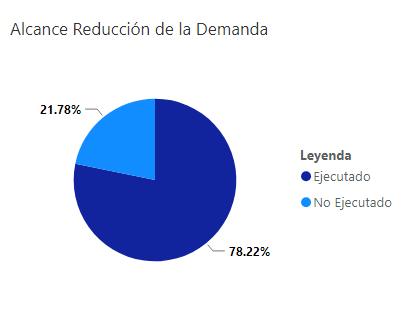 Alcance Reducción de la Demanda
21.78%
Leyenda
Ejecutado
No Ejecutado
78.22%